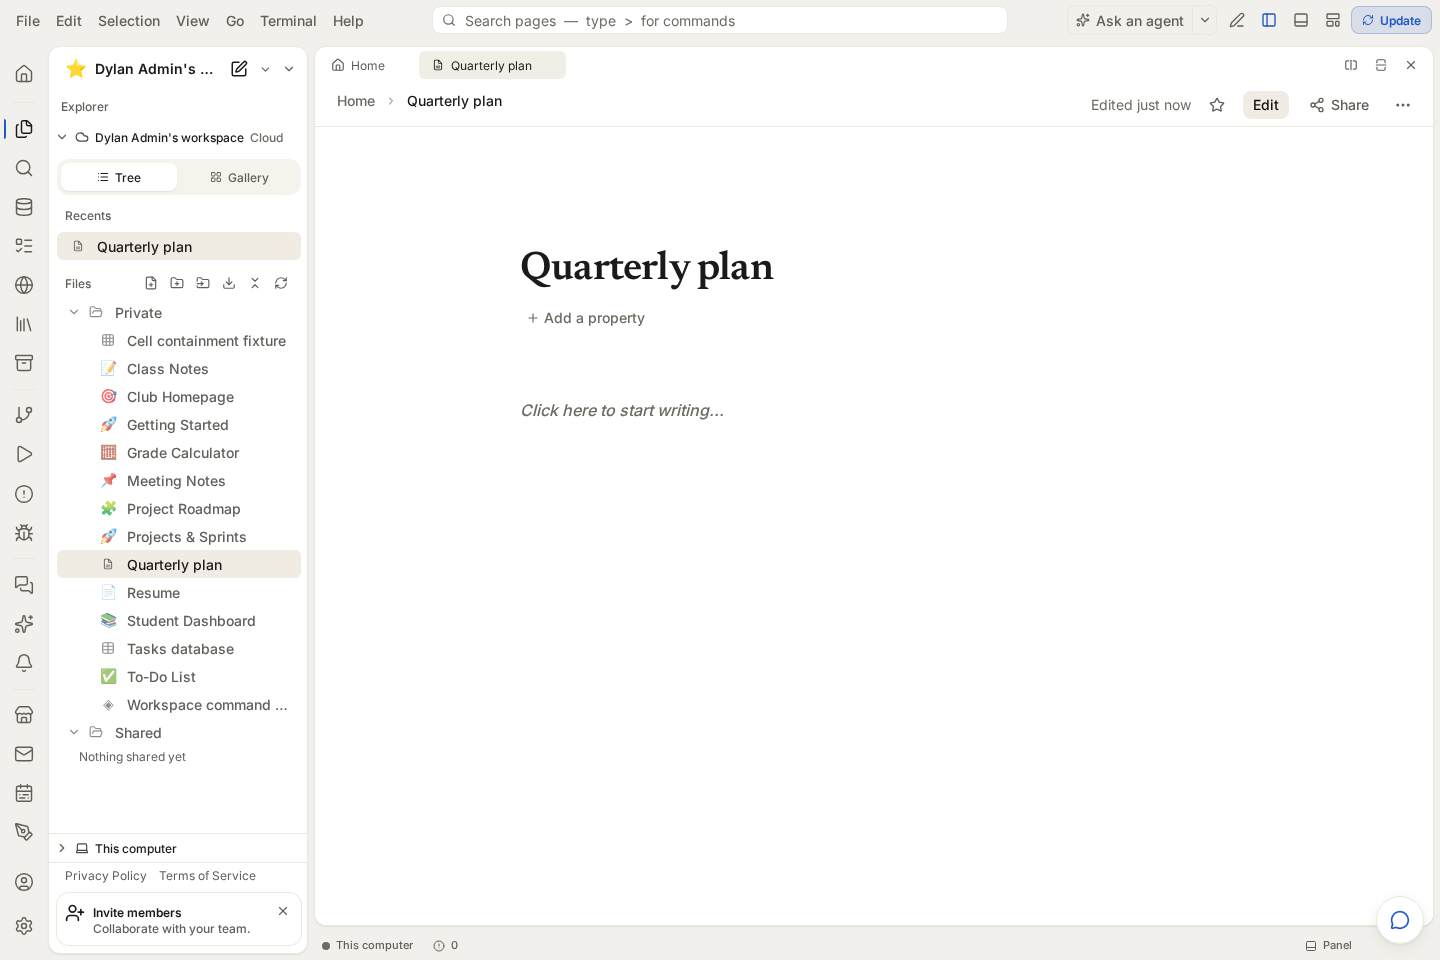 File Edit Selection View Go Terminal Help
Search pages — type > for commands
Ask an agent
Update
Dylan Admin's ...
Explorer
Dylan Admin's workspace Cloud
Tree
Gallery
Recents
Quarterly plan
Files
Private
Cell containment fixture
Class Notes
Club Homepage
Getting Started
Grade Calculator
Meeting Notes
Project Roadmap
Projects & Sprints
Quarterly plan
Resume
Student Dashboard
Tasks database
To-Do List
Workspace command ...
Shared
Nothing shared yet
This computer
Privacy Policy Terms of Service
Invite members
Collaborate with your team.
Home
Quarterly plan
Home > Quarterly plan
Edited just now
Edit
Share
Quarterly plan
+ Add a property
Click here to start writing...
This computer
0
Panel